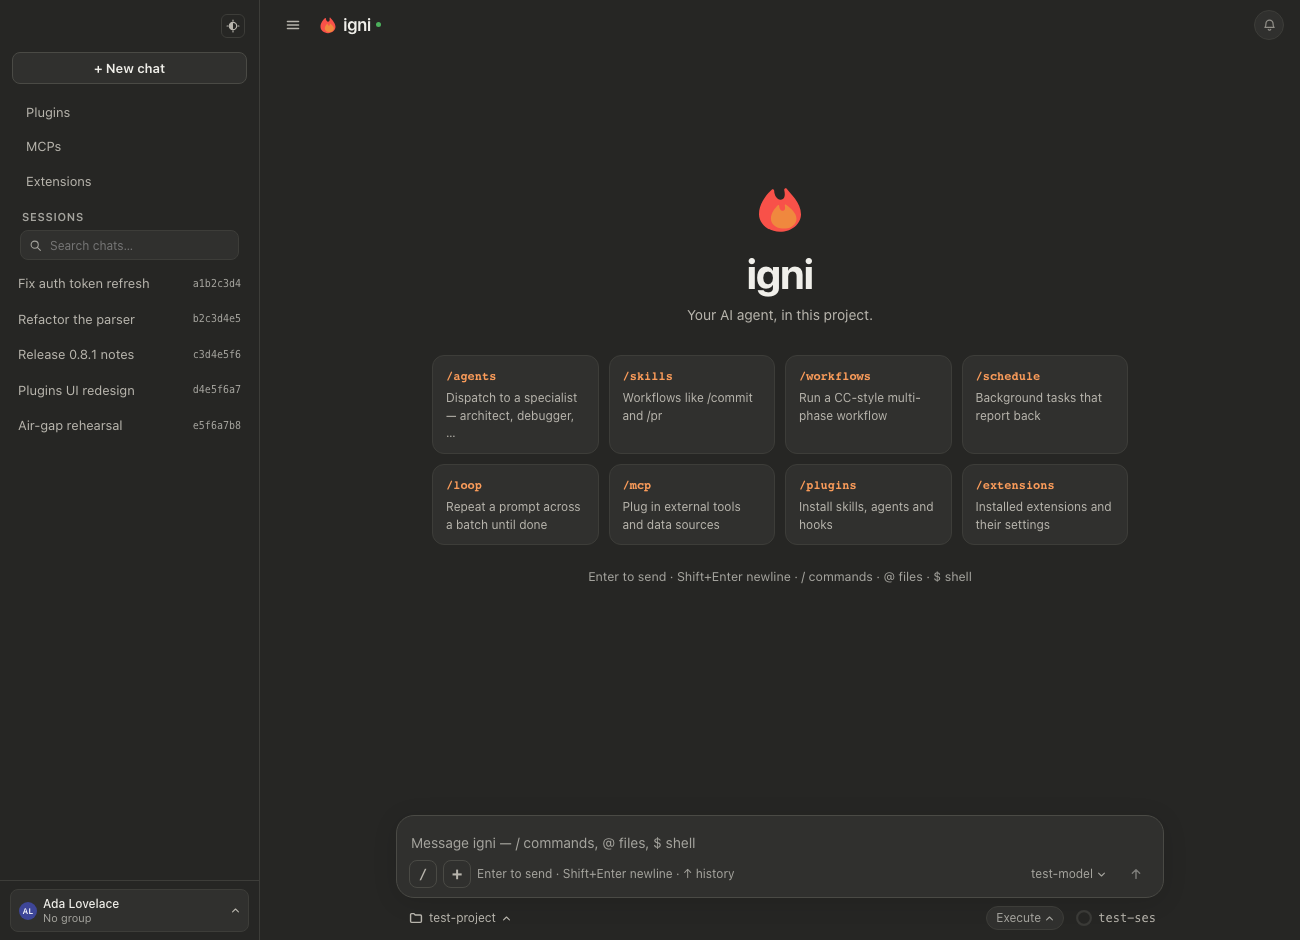 + New chat
Plugins
MCPs
Extensions
SESSIONS
Search chats...
Fix auth token refresh a1b2c3d4
Refactor the parser b2c3d4e5
Release 0.8.1 notes c3d4e5f6
Plugins UI redesign d4e5f6a7
Air-gap rehearsal e5f6a7b8
AL
Ada Lovelace
No group
igni
igni
Your AI agent, in this project.
/agents
Dispatch to a specialist
— architect, debugger,
...
/skills
Workflows like /commit
and /pr
/workflows
Run a CC-style multi-
phase workflow
/schedule
Background tasks that
report back
/loop
Repeat a prompt across
a batch until done
/mcp
Plug in external tools
and data sources
/plugins
Install skills, agents and
hooks
/extensions
Installed extensions and
their settings
Enter to send · Shift+Enter newline · / commands · @ files · $ shell
Message igni — / commands, @ files, $ shell
/ + Enter to send · Shift+Enter newline · ↑ history test-model ↑
test-project Execute test-ses